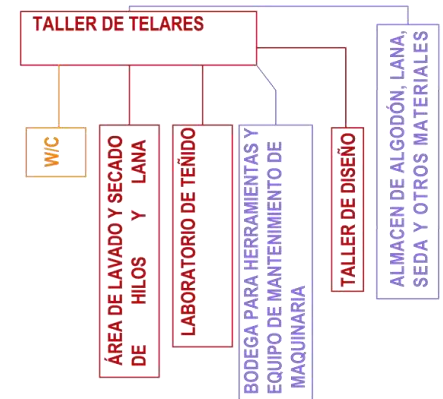 TALLER DE TELARES
W/C
ÁREA DE LAVADO Y SECADO
DE HILOS Y LANA
LABORATORIO DE TEÑIDO
BODEGA PARA HERRAMIENTAS Y
EQUIPO DE MANTENIMIENTO DE
MAQUINARIA
TALLER DE DISEÑO
ALMACEN DE ALGODÓN, LANA,
SEDA Y OTROS MATERIALES